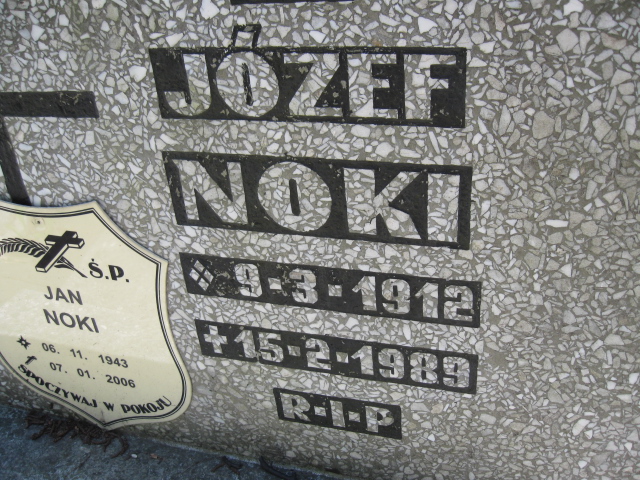 JÓZEF
NOKI
9-3-1912
+15-2-1989
R-I-P
Ś.P.
JAN
NOKI
06. 11. 1943
07. 01. 2006
SPOCZYWAJ W POKOJU